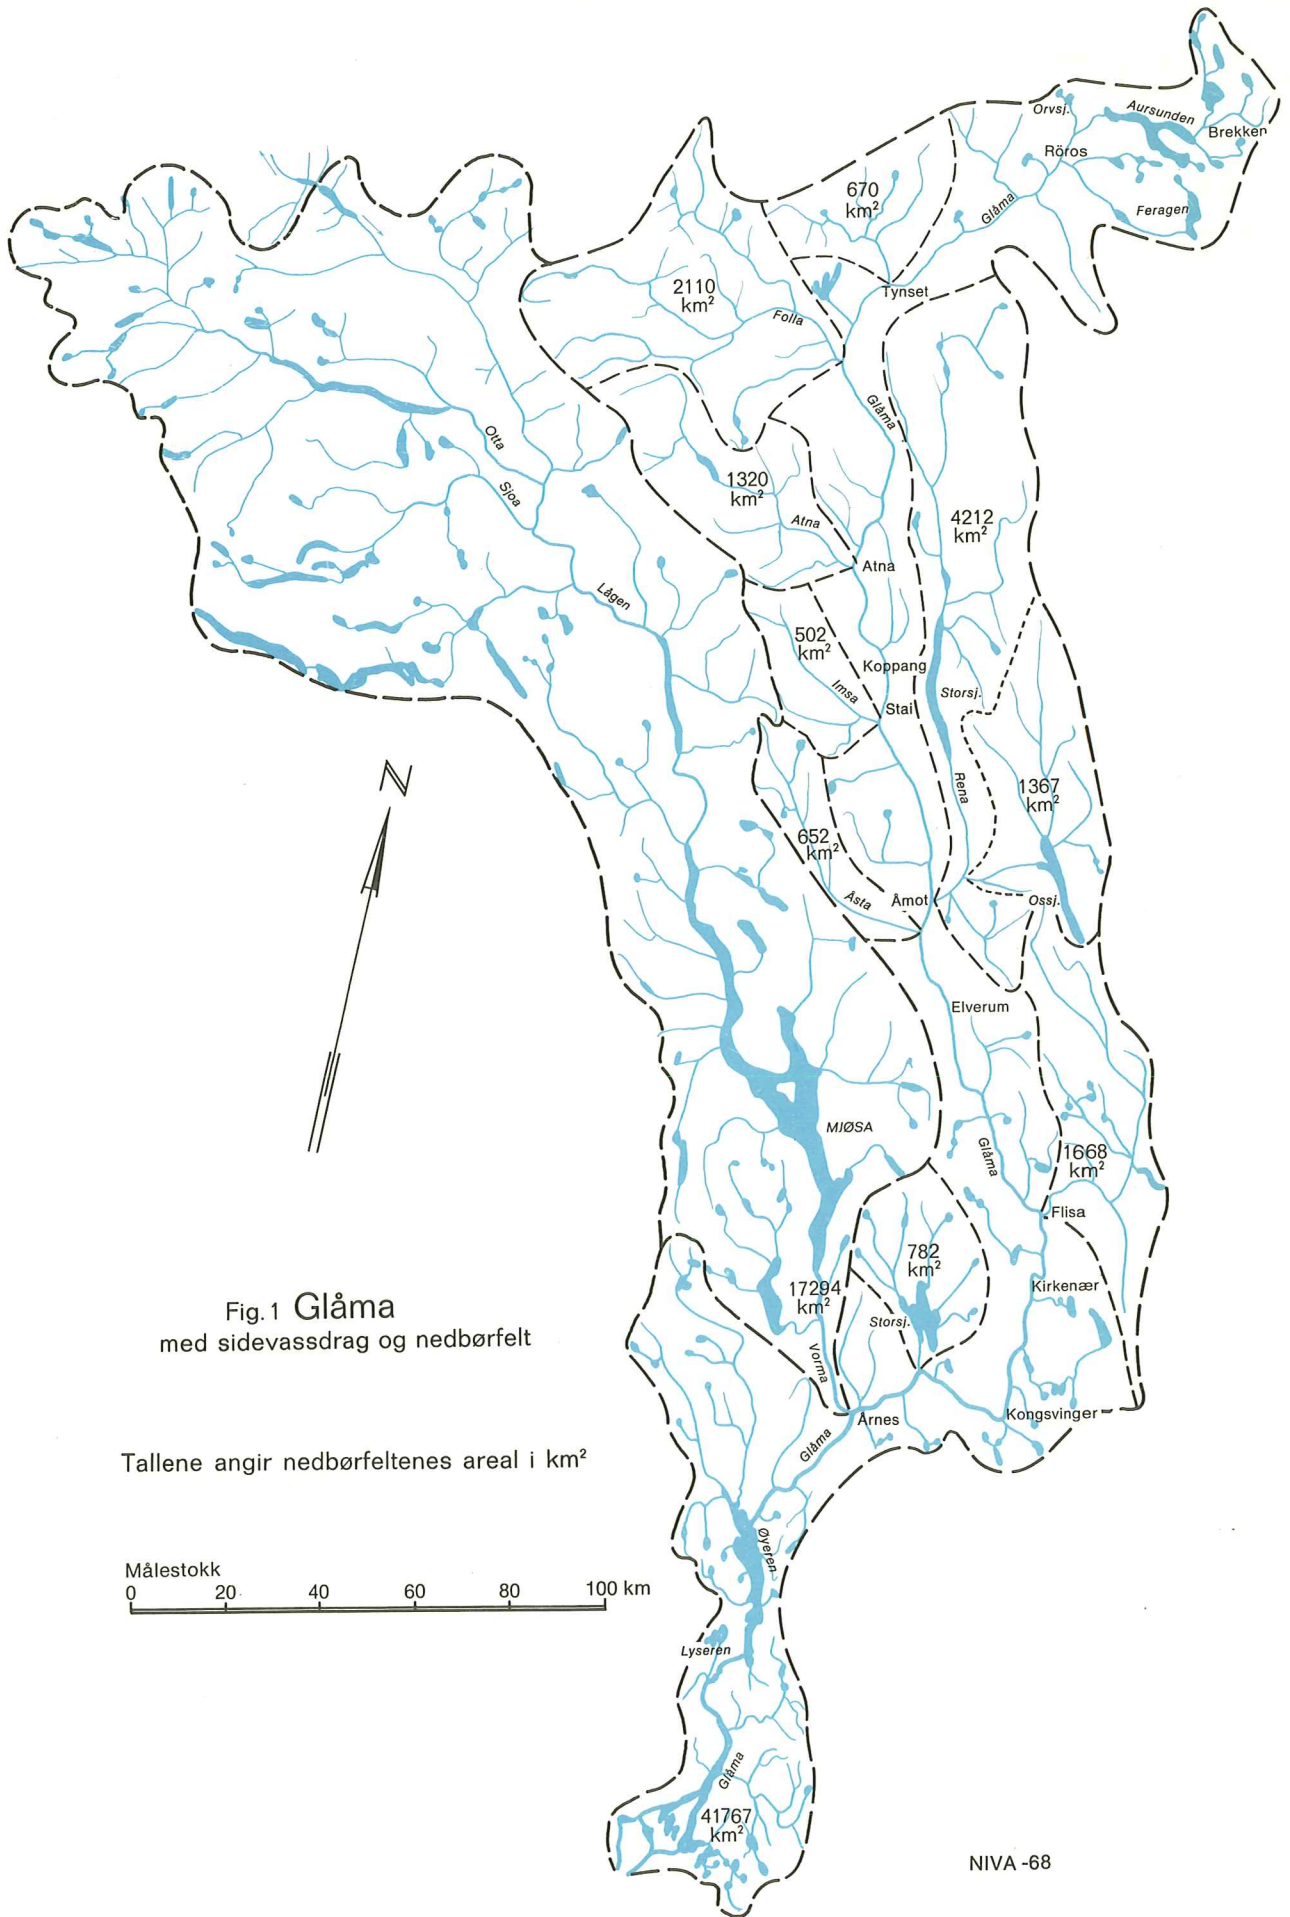 Orvsj.
Aursunden
Brekken
Röros
670
km²
Glåma
Feragen
2110
km²
Tynset
Folla
Glåma
Otta
Sjoa
1320
km²
Atna
4212
km²
Atna
Lågen
502
km²
Koppang
Imsa
Storsj.
Stai
N
Rena
1367
km²
652
km²
Åsta
Åmot
Ossj.
Elverum
MJØSA
Glåma
1668
km²
Flisa
782
km²
Kirkenær
17294
km²
Storsj.
Vorma
Fig. 1 Glåma
med sidevassdrag og nedbørfelt
Årnes
Kongsvinger
Glåma
Tallene angir nedbørfeltenes areal i km²
Øyeren
Målestokk
0 20 40 60 80 100 km
Lyseren
Glåma
41767
km²
NIVA -68